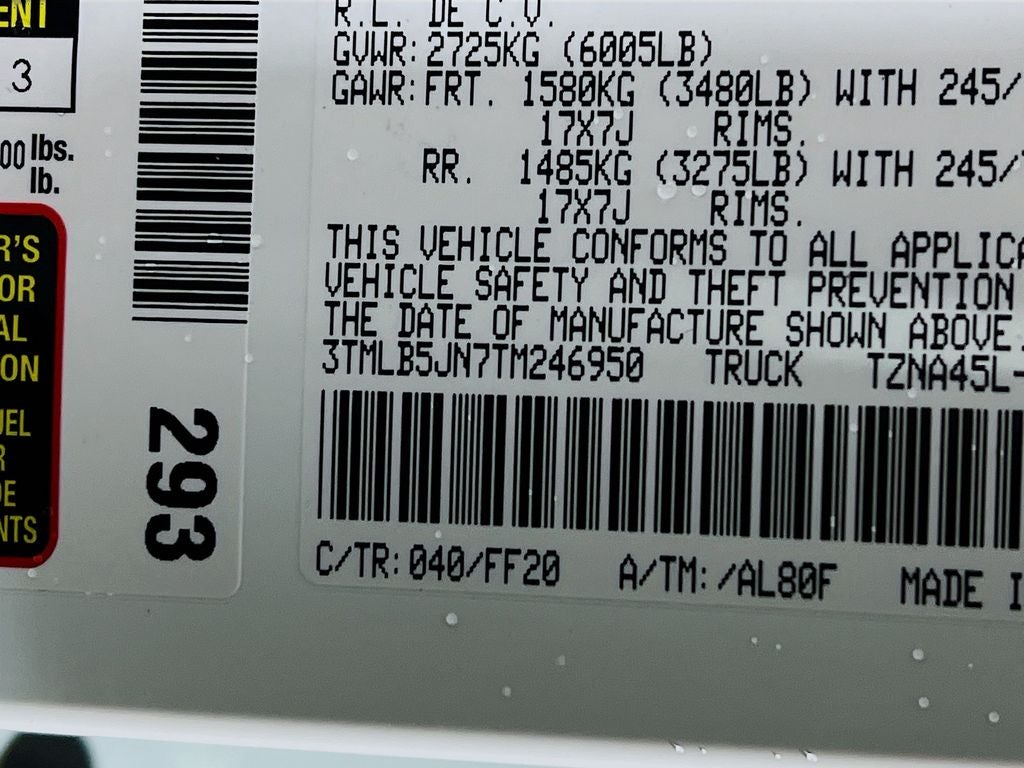 ENT
3
00 lbs.
lb.
R'S
OR
AL
ON
UEL
R
DE
NTS
293
R.L. DE C.V.
GVWR: 2725KG (6005LB)
GAWR: FRT. 1580KG (3480LB) WITH 245/
17X7J RIMS.
RR. 1485KG (3275LB) WITH 245/
17X7J RIMS.
THIS VEHICLE CONFORMS TO ALL APPLICA
VEHICLE SAFETY AND THEFT PREVENTION
THE DATE OF MANUFACTURE SHOWN ABOVE.
3TMLB5JN7TM246950 TRUCK TZNA45L-
C/TR: 040/FF20 A/TM: /AL80F MADE I